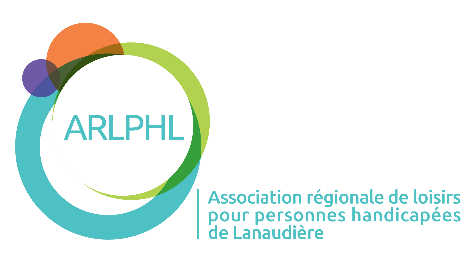 ARLPHL
Association régionale de loisirs
pour personnes handicapées
de Lanaudière